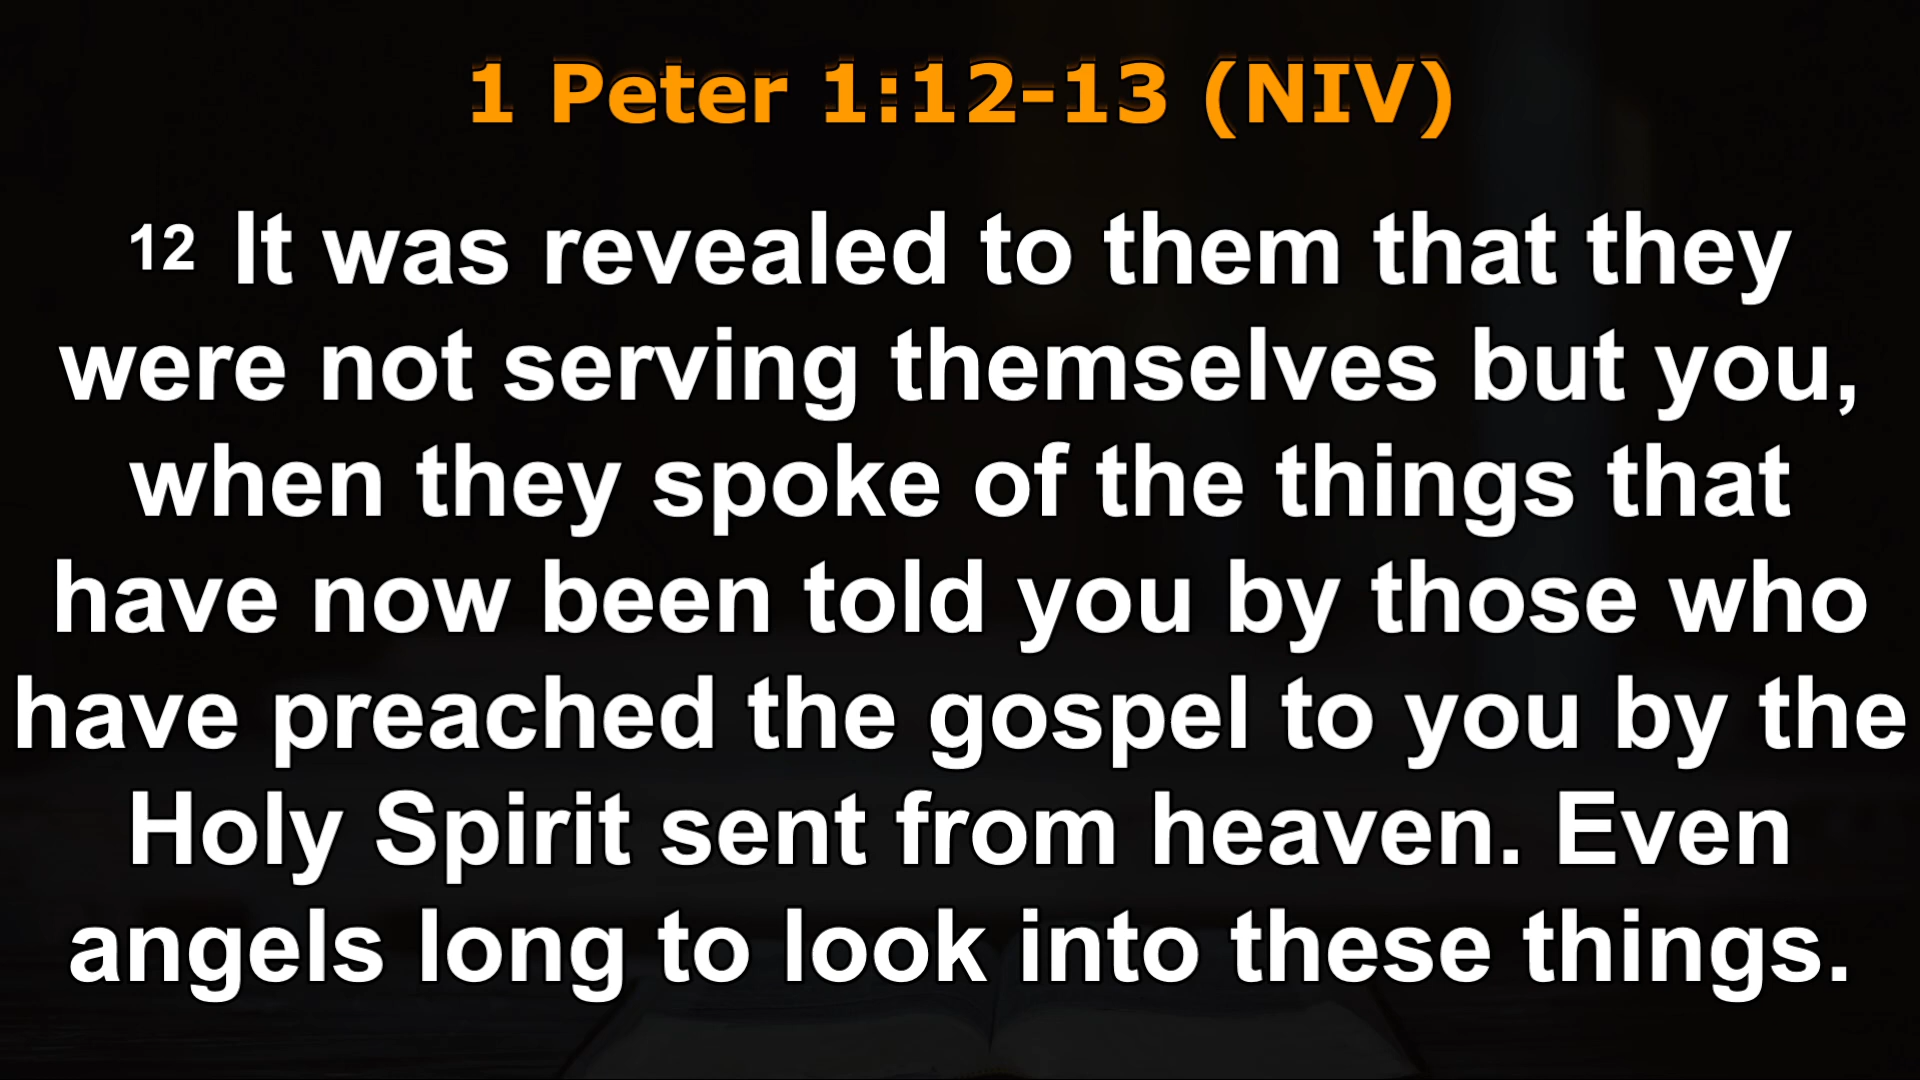 1 Peter 1:12-13 (NIV)
12 It was revealed to them that they
were not serving themselves but you,
when they spoke of the things that
have now been told you by those who
have preached the gospel to you by the
Holy Spirit sent from heaven. Even
angels long to look into these things.